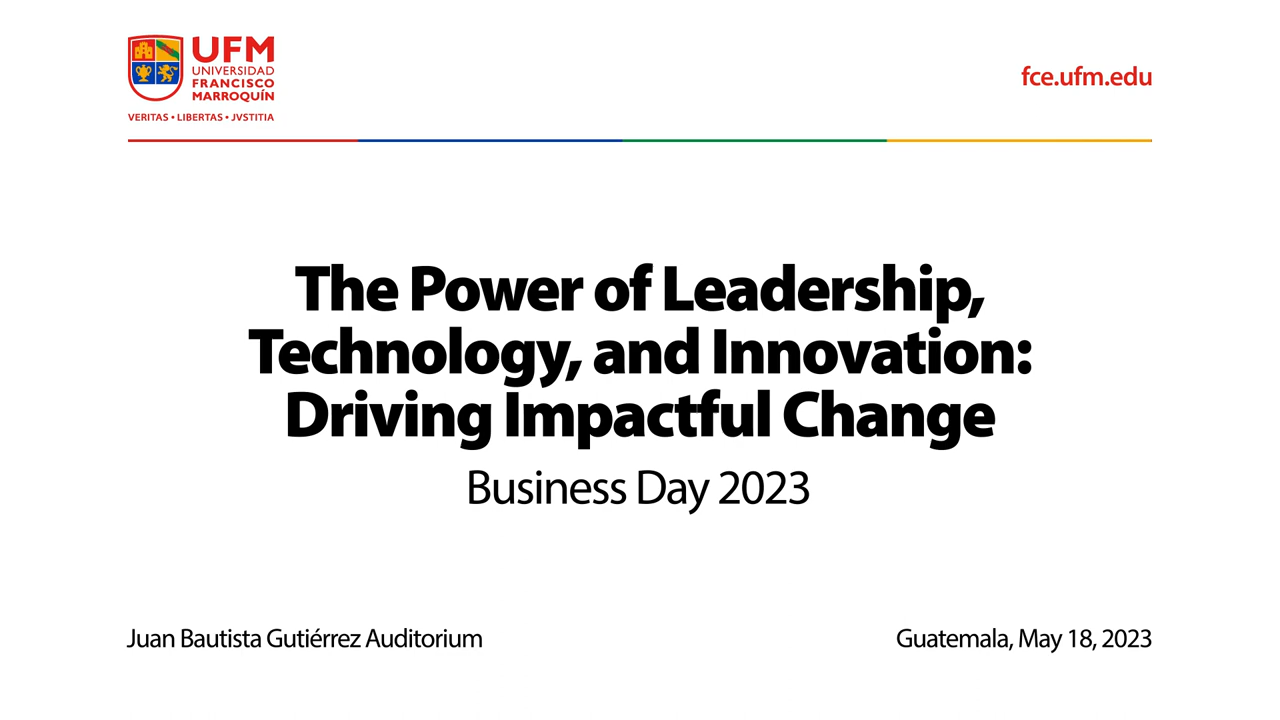 UFM
UNIVERSIDAD
FRANCISCO
MARROQUÍN
VERITAS • LIBERTAS • JVSTITIA
fce.ufm.edu
The Power of Leadership,
Technology, and Innovation:
Driving Impactful Change
Business Day 2023
Juan Bautista Gutiérrez Auditorium
Guatemala, May 18, 2023